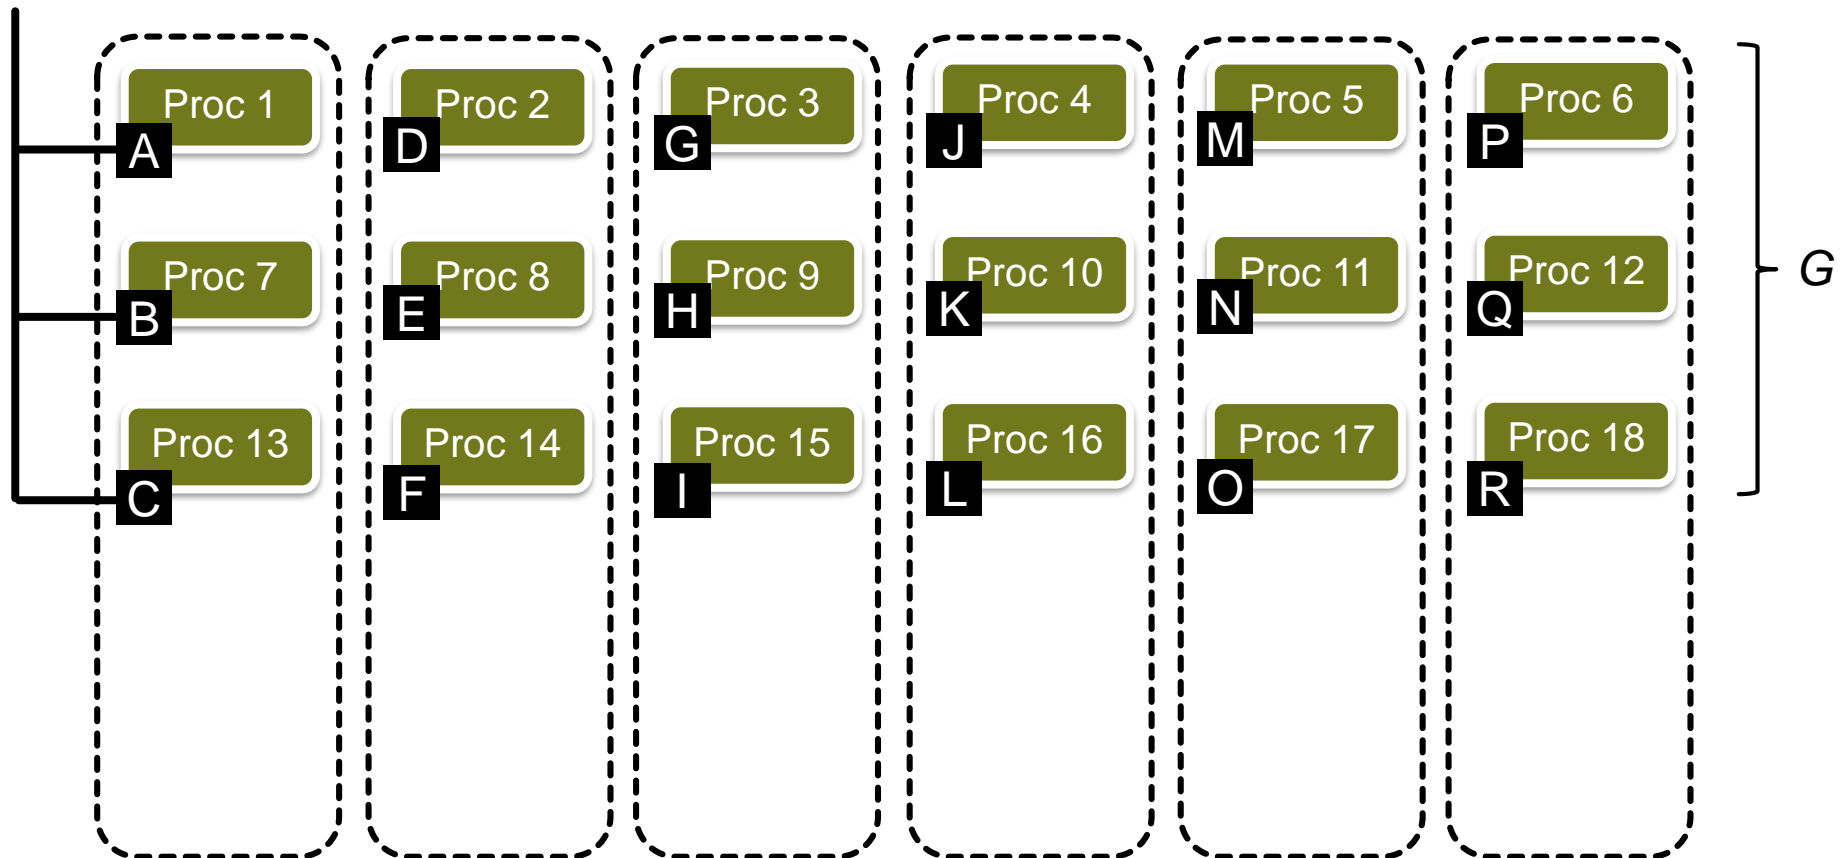 Proc 1
Proc 2
Proc 3
Proc 4
Proc 5
Proc 6
A
D
G
J
M
P
Proc 7
Proc 8
Proc 9
Proc 10
Proc 11
Proc 12
G
B
E
H
K
N
Q
Proc 13
Proc 14
Proc 15
Proc 16
Proc 17
Proc 18
C
F
I
L
O
R